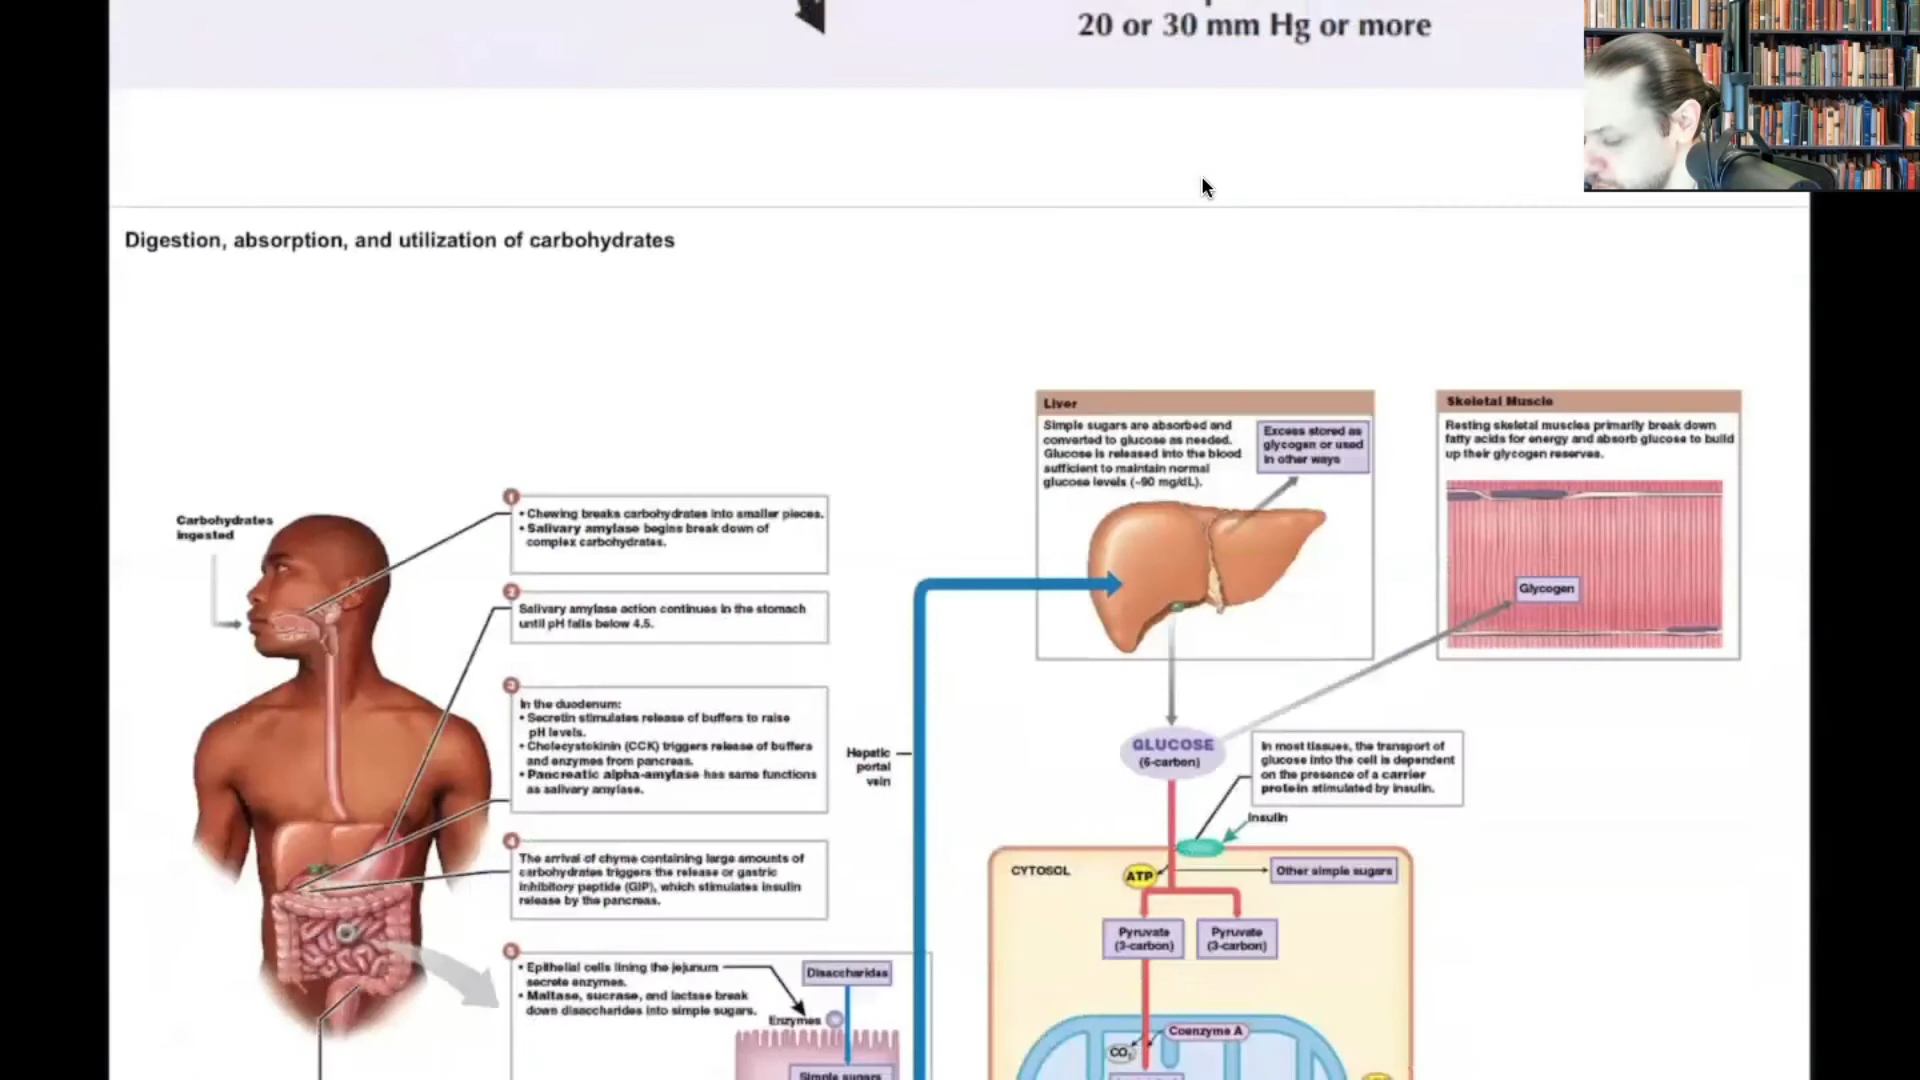 20 or 30 mm Hg or more
Digestion, absorption, and utilization of carbohydrates
Carbohydrates
ingested
1
• Chewing breaks carbohydrates into smaller pieces.
• Salivary amylase begins break down of
complex carbohydrates.
2
Salivary amylase action continues in the stomach
until pH falls below 4.5.
3
In the duodenum:
• Secretin stimulates release of buffers to raise
pH levels.
• Cholecystokinin (CCK) triggers release of buffers
and enzymes from pancreas.
• Pancreatic alpha-amylase has same functions
as salivary amylase.
4
The arrival of chyme containing large amounts of
carbohydrates triggers the release or gastric
inhibitory peptide (GIP), which stimulates insulin
release by the pancreas.
5
• Epithelial cells lining the jejunum
secrete enzymes.
• Maltase, sucrase, and lactase break
down disaccharides into simple sugars.
Disaccharides
Enzymes
Simple sugars
Hepatic
portal
vein
Liver
Simple sugars are absorbed and
converted to glucose as needed.
Glucose is released into the blood
sufficient to maintain normal
glucose levels (~90 mg/dL).
Excess stored as
glycogen or used
in other ways
Skeletal Muscle
Resting skeletal muscles primarily break down
fatty acids for energy and absorb glucose to build
up their glycogen reserves.
Glycogen
GLUCOSE
(6-carbon)
In most tissues, the transport of
glucose into the cell is dependent
on the presence of a carrier
protein stimulated by insulin.
Insulin
CYTOSOL
ATP
Other simple sugars
Pyruvate
(3-carbon)
Pyruvate
(3-carbon)
Coenzyme A
CO2